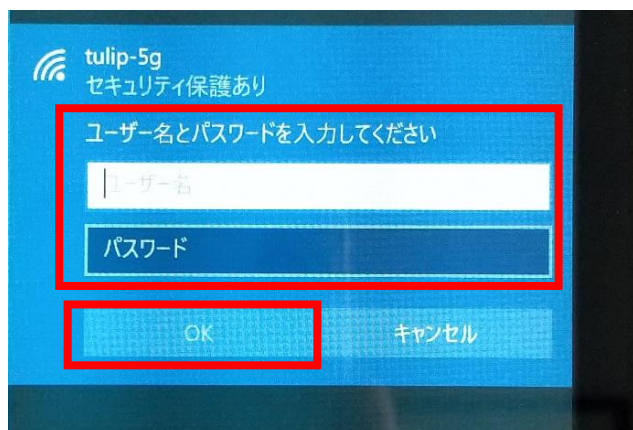 tulip-5g
セキュリティ保護あり
ユーザー名とパスワードを入力してください
ユーザー名
パスワード
OK
キャンセル